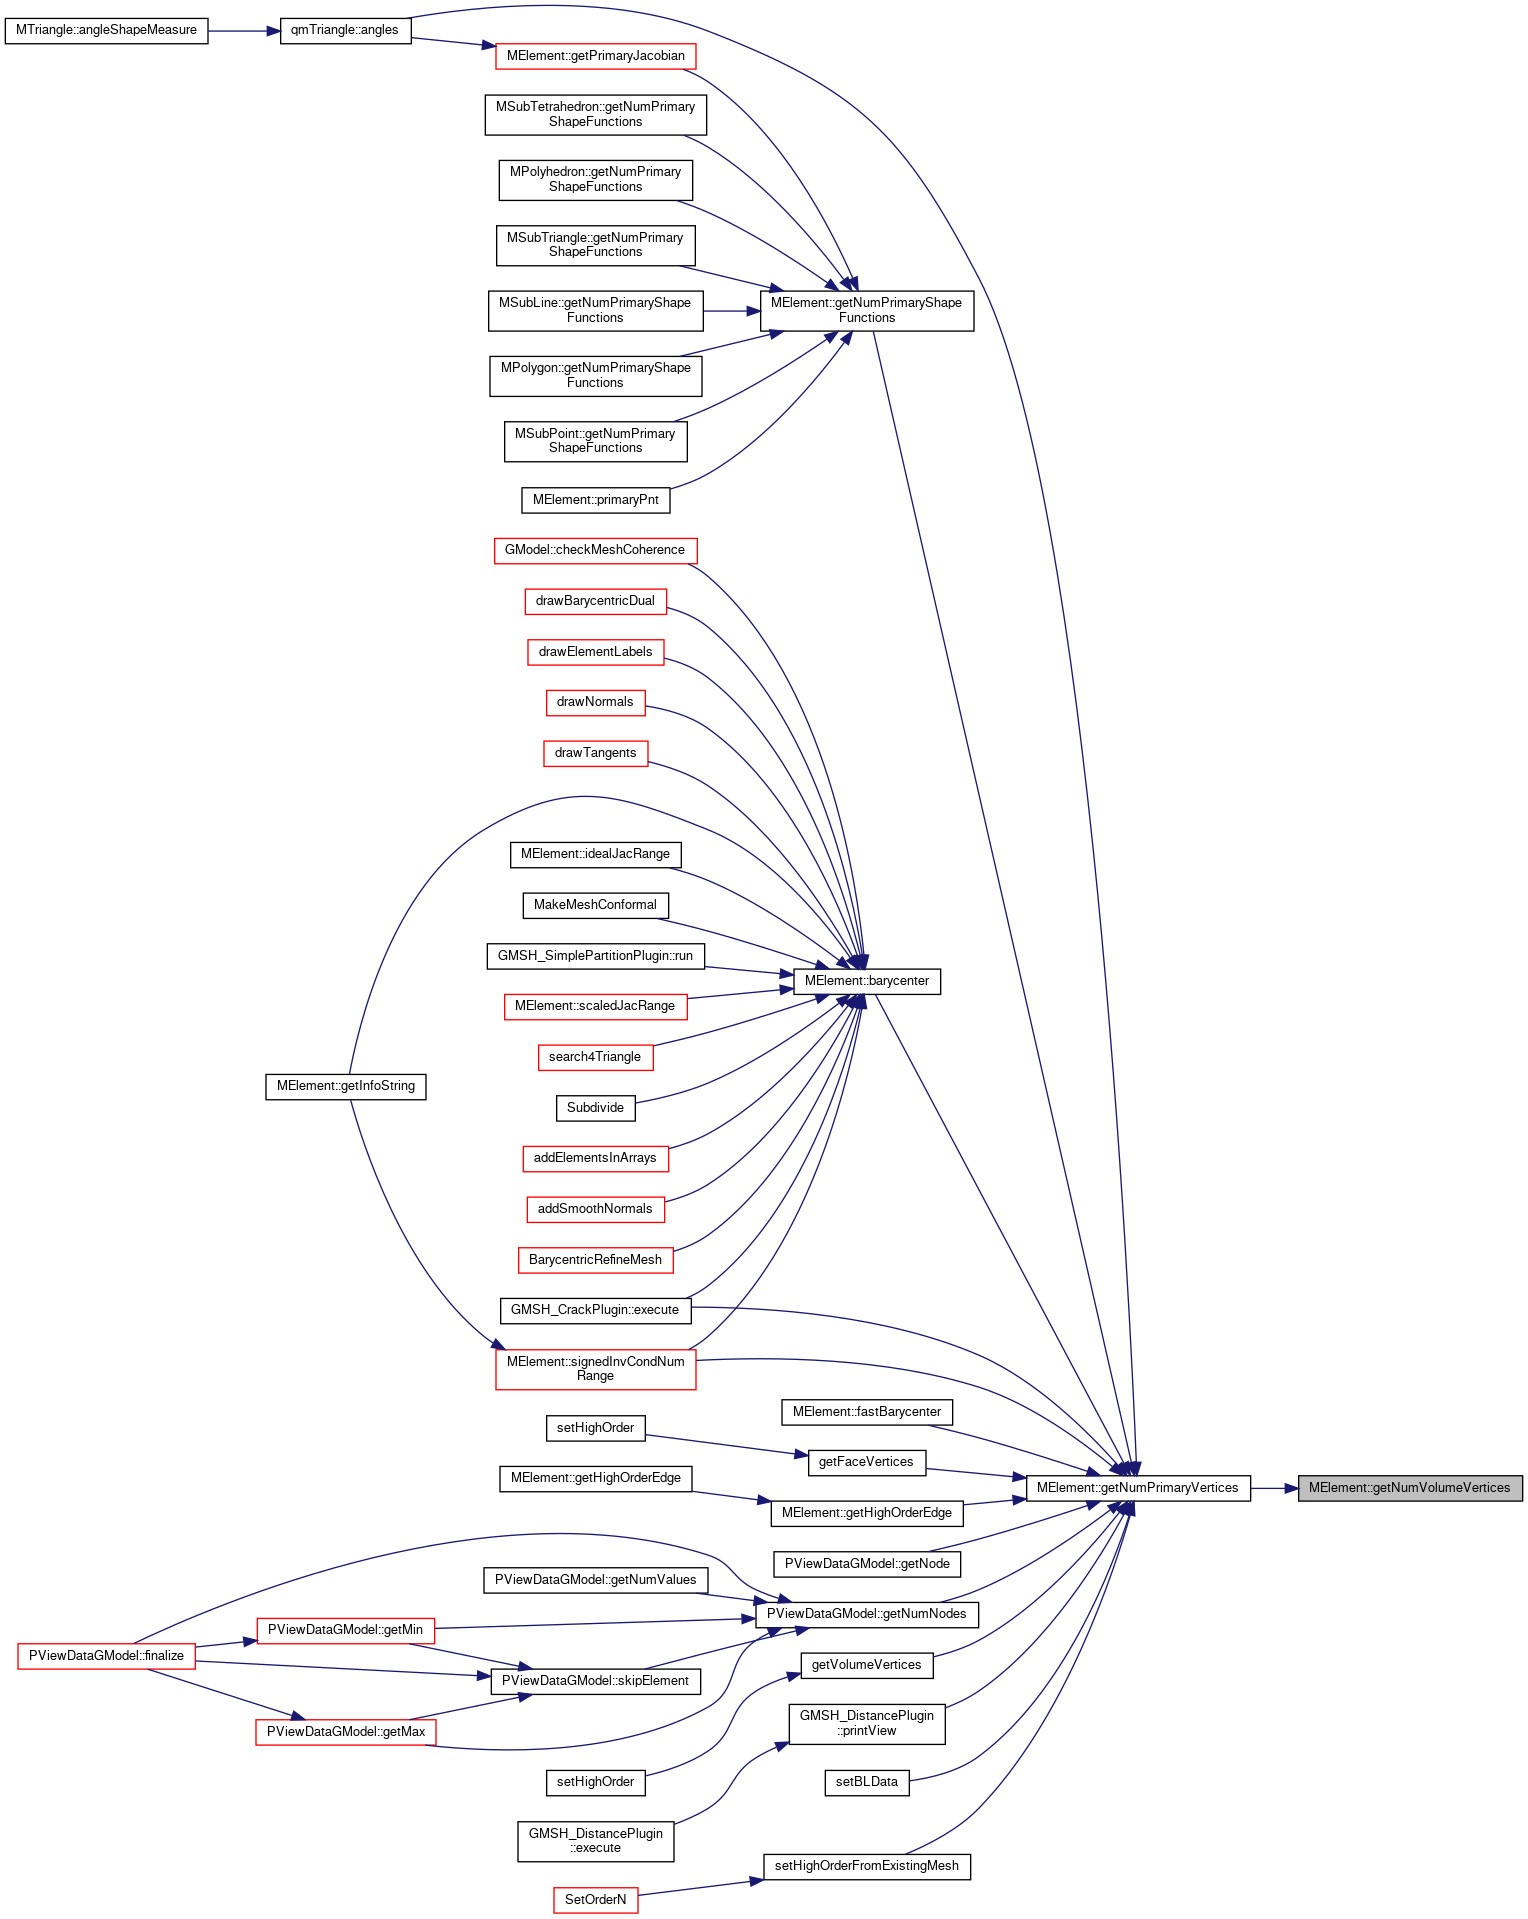 MTriangle::angleShapeMeasure
qmTriangle::angles
MElement::getPrimaryJacobian
MSubTetrahedron::getNumPrimary
ShapeFunctions
MPolyhedron::getNumPrimary
ShapeFunctions
MSubTriangle::getNumPrimary
ShapeFunctions
MSubLine::getNumPrimaryShape
Functions
MElement::getNumPrimaryShape
Functions
MPolygon::getNumPrimaryShape
Functions
MSubPoint::getNumPrimary
ShapeFunctions
MElement::primaryPnt
GModel::checkMeshCoherence
drawBarycentricDual
drawElementLabels
drawNormals
drawTangents
MElement::idealJacRange
MakeMeshConformal
GMSH_SimplePartitionPlugin::run
MElement::barycenter
MElement::scaledJacRange
search4Triangle
MElement::getInfoString
Subdivide
addElementsInArrays
addSmoothNormals
BarycentricRefineMesh
GMSH_CrackPlugin::execute
MElement::signedInvCondNum
Range
MElement::fastBarycenter
setHighOrder
getFaceVertices
MElement::getHighOrderEdge
MElement::getNumPrimaryVertices
MElement::getNumVolumeVertices
MElement::getHighOrderEdge
PViewDataGModel::getNode
PViewDataGModel::getNumValues
PViewDataGModel::getNumNodes
PViewDataGModel::getMin
PViewDataGModel::finalize
getVolumeVertices
PViewDataGModel::skipElement
GMSH_DistancePlugin
::printView
PViewDataGModel::getMax
setHighOrder
setBLData
GMSH_DistancePlugin
::execute
setHighOrderFromExistingMesh
SetOrderN